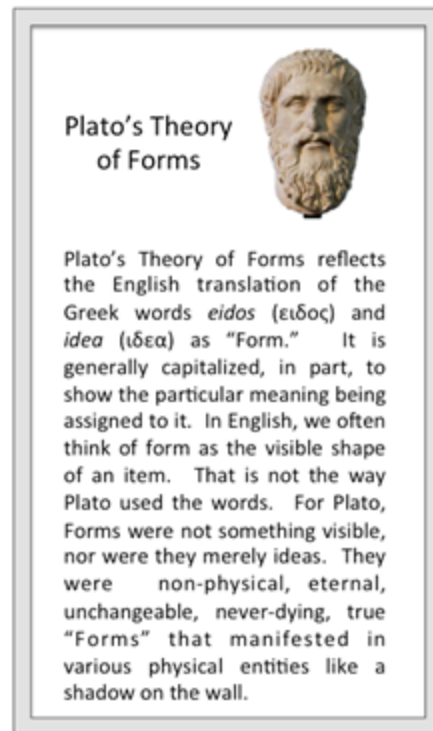 Plato’s Theory
of Forms
Plato’s Theory of Forms reflects
the English translation of the
Greek words eidos (ειδος) and
idea (ιδεα) as “Form.” It is
generally capitalized, in part, to
show the particular meaning being
assigned to it. In English, we often
think of form as the visible shape
of an item. That is not the way
Plato used the words. For Plato,
Forms were not something visible,
nor were they merely ideas. They
were non-physical, eternal,
unchangeable, never-dying, true
“Forms” that manifested in
various physical entities like a
shadow on the wall.